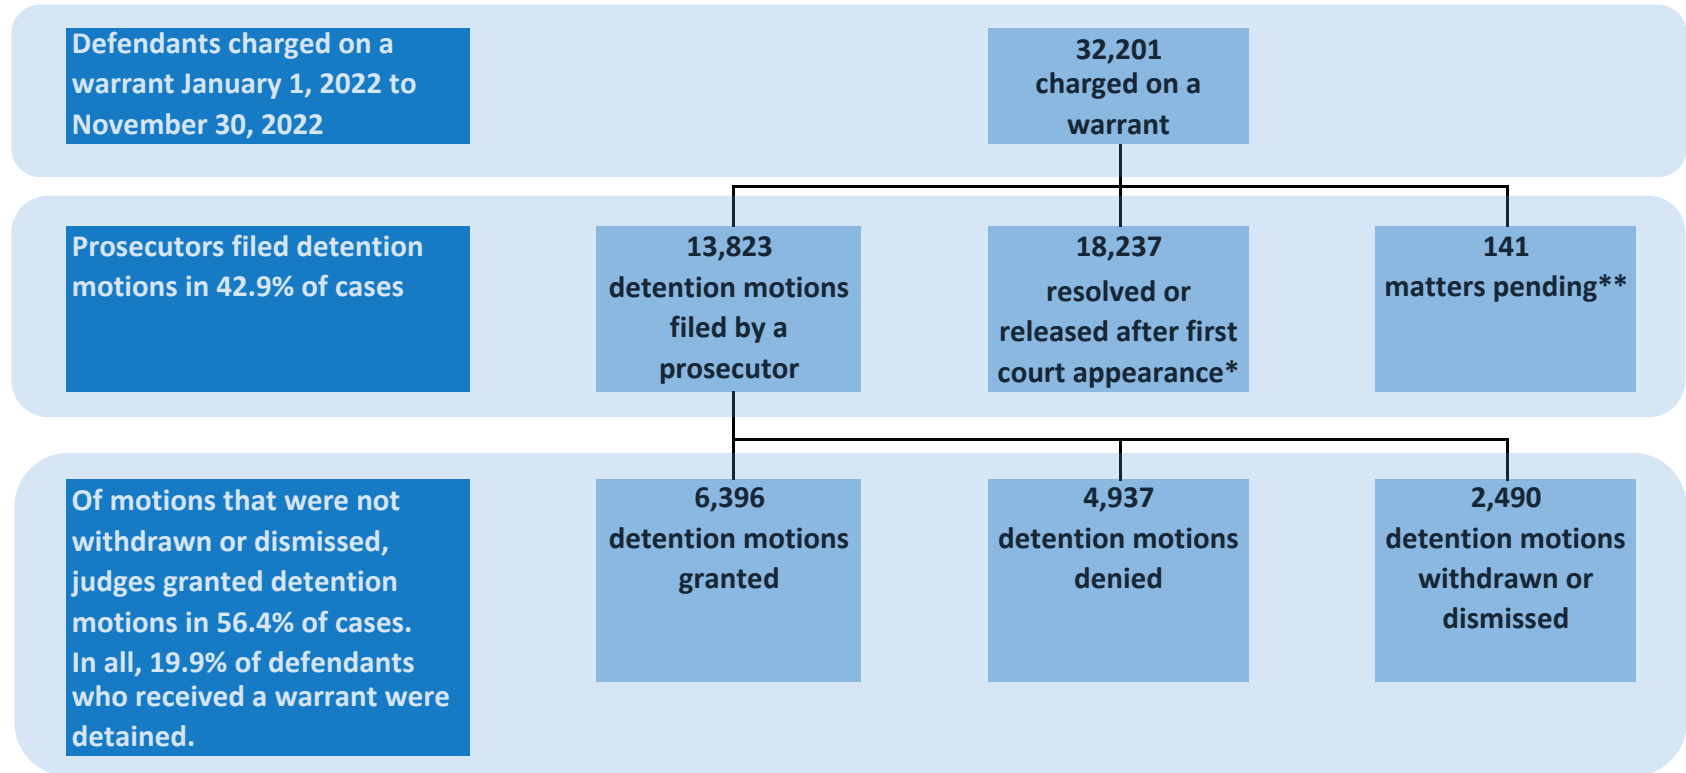 Defendants charged on a
warrant January 1, 2022 to
November 30, 2022
32,201
charged on a
warrant
Prosecutors filed detention
motions in 42.9% of cases
13,823
detention motions
filed by a
prosecutor
18,237
resolved or
released after first
court appearance*
141
matters pending**
Of motions that were not
withdrawn or dismissed,
judges granted detention
motions in 56.4% of cases.
In all, 19.9% of defendants
who received a warrant were
detained.
6,396
detention motions
granted
4,937
detention motions
denied
2,490
detention motions
withdrawn or
dismissed